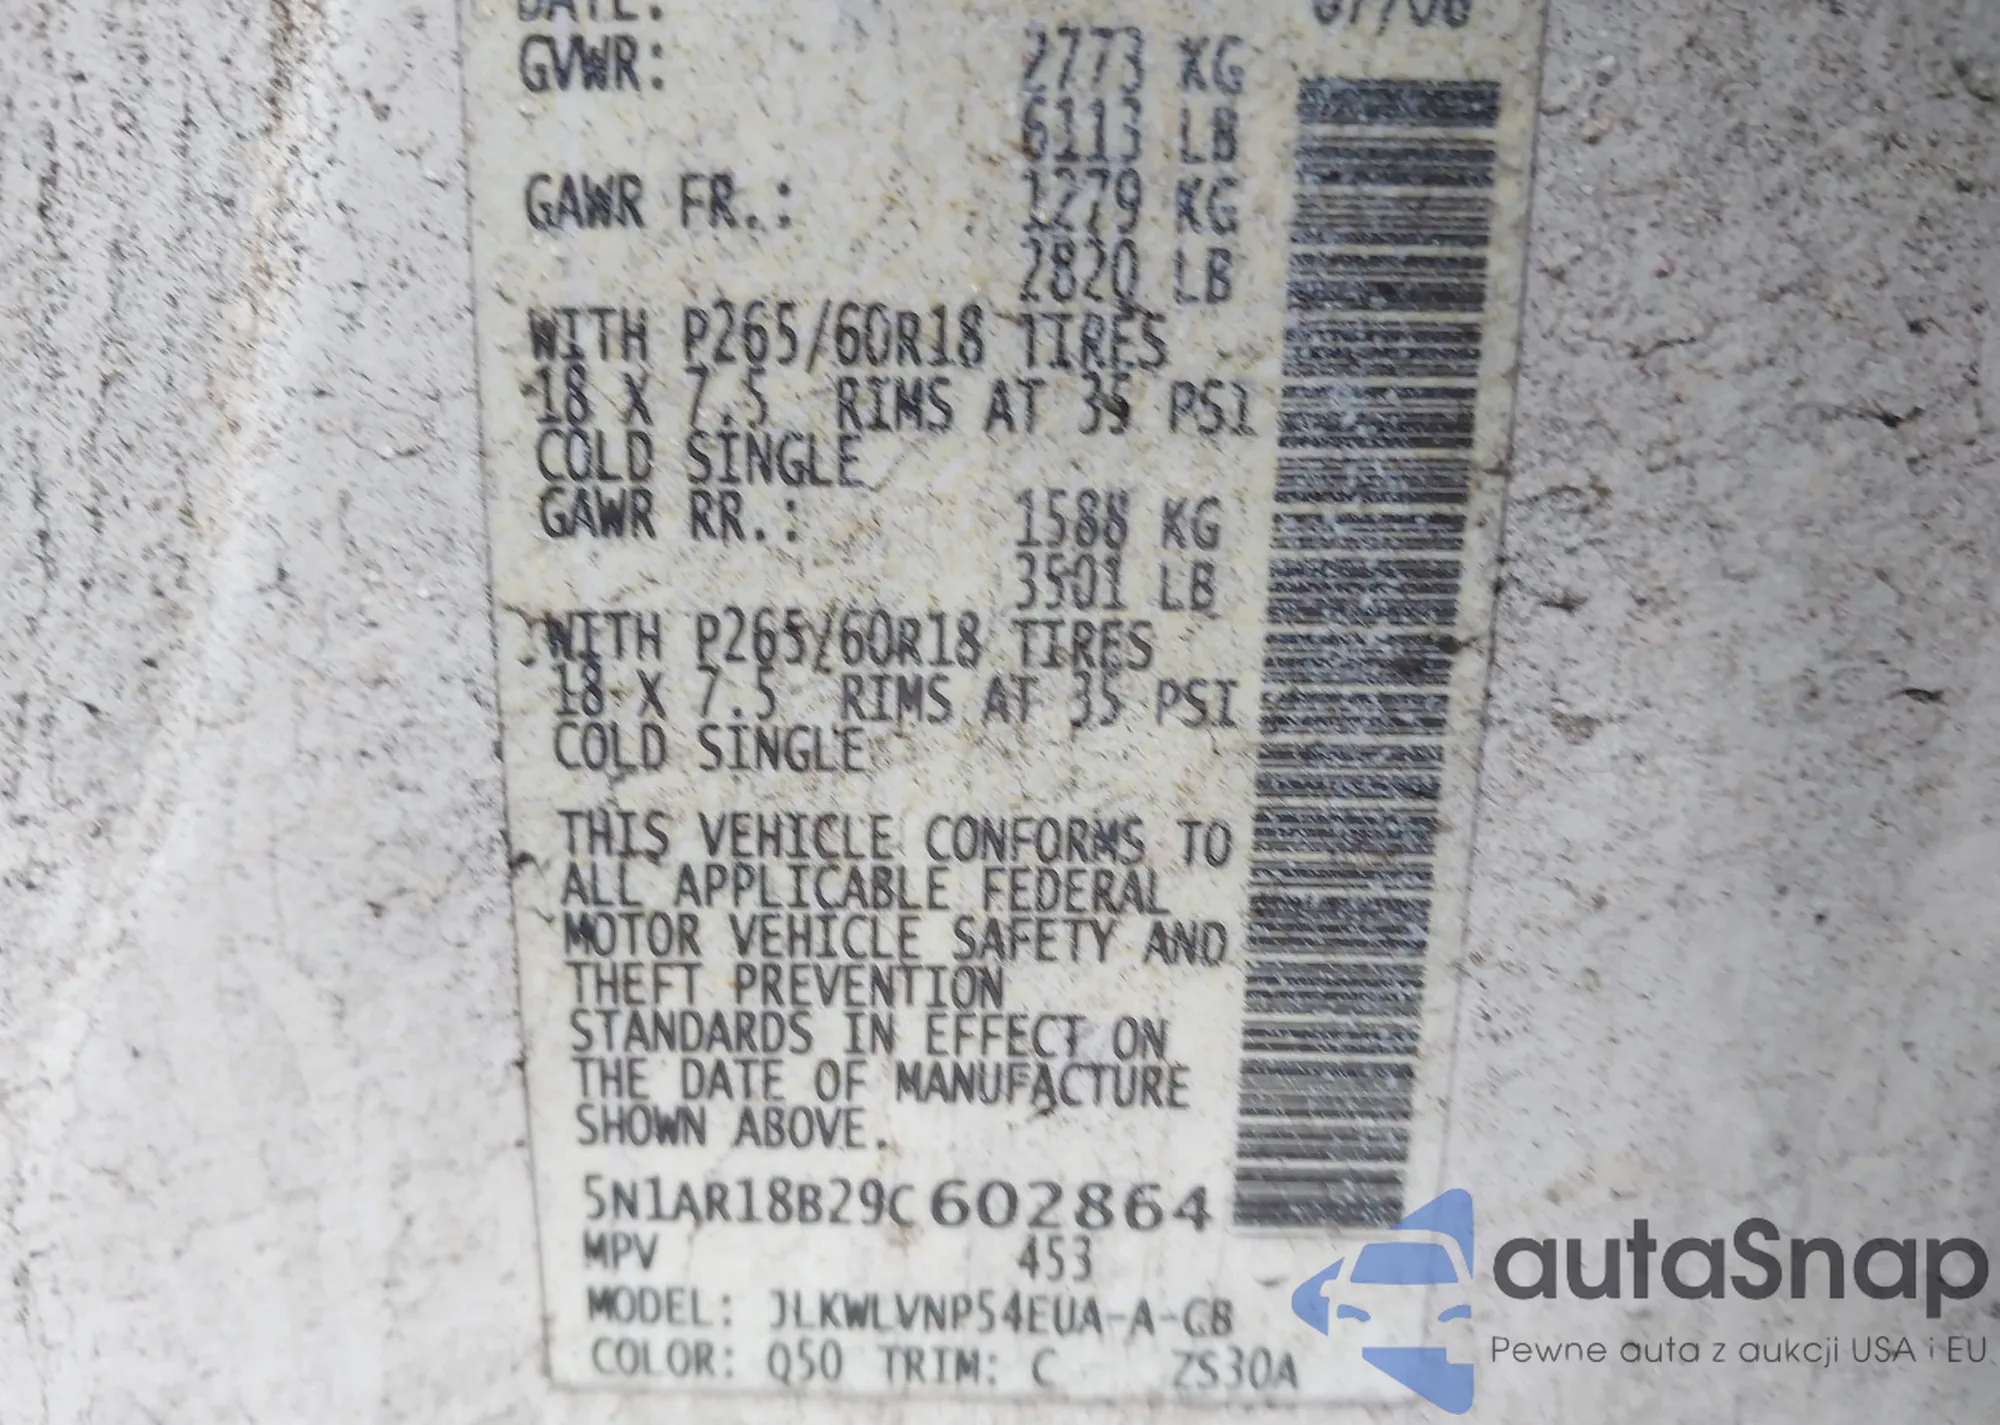 DATE: 07/08
GVWR: 2773 KG
6113 LB
GAWR FR.: 1279 KG
2820 LB
WITH P265/60R18 TIRES
18 X 7.5 RIMS AT 35 PSI
COLD SINGLE
GAWR RR.: 1588 KG
3501 LB
WITH P265/60R18 TIRES
18 X 7.5 RIMS AT 35 PSI
COLD SINGLE
THIS VEHICLE CONFORMS TO
ALL APPLICABLE FEDERAL
MOTOR VEHICLE SAFETY AND
THEFT PREVENTION
STANDARDS IN EFFECT ON
THE DATE OF MANUFACTURE
SHOWN ABOVE.
5N1AR18B29C602864
MPV 453
MODEL: JLKWLVNP54EUA-A-CB
COLOR: Q50 TRIM: C ZS30A
autaSnap
Pewne auta z aukcji USA i EU